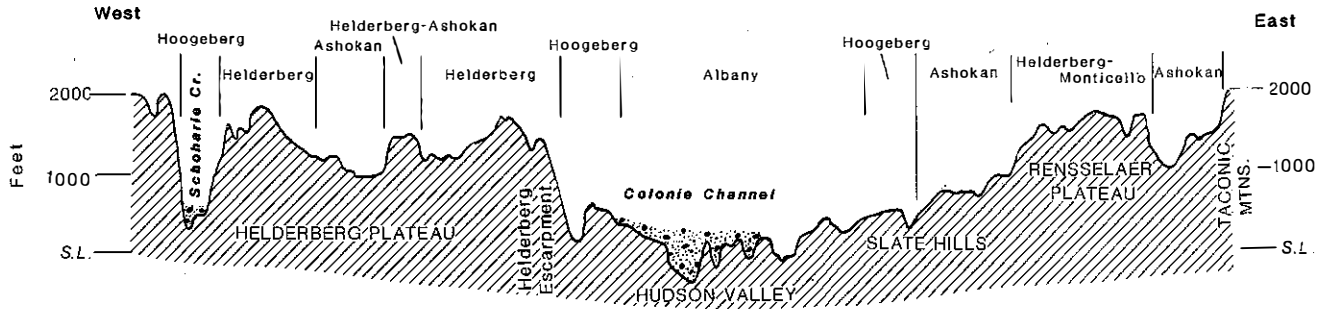 West
East
Helderberg-Ashokan
Hoogeberg
Ashokan
Hoogeberg
Hoogeberg
Helderberg
Helderberg
Albany
Ashokan
Helderberg-
Monticello
Ashokan
2000
1000
S.L.
Feet
Schoharie Cr.
HELDERBERG PLATEAU
Helderberg
Escarpment
Colonie Channel
HUDSON VALLEY
SLATE HILLS
RENSSELAER
PLATEAU
TACONIC
MTNS.
2000
1000
S.L.